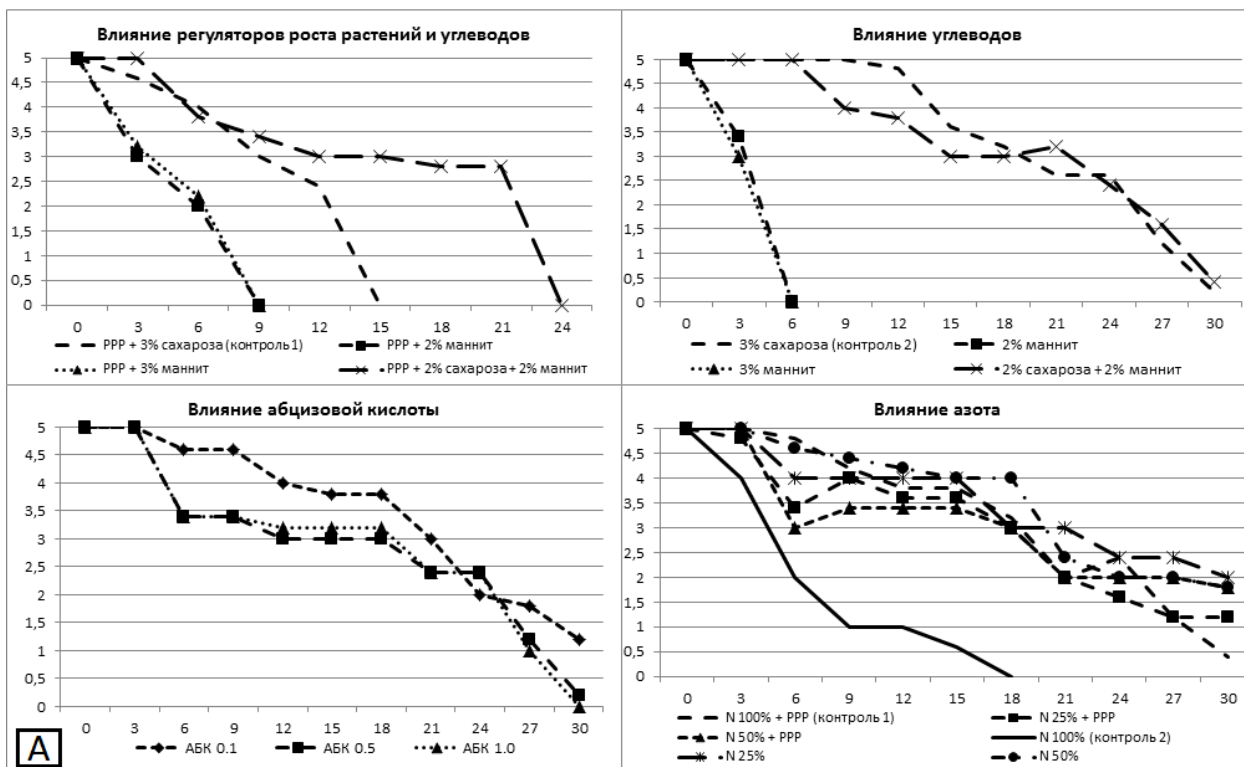 Влияние регуляторов роста растений и углеводов
5
4,5
4
3,5
3
2,5
2
1,5
1
0,5
0
0 3 6 9 12 15 18 21 24
РРР + 3% сахароза (контроль 1) РРР + 2% маннит
РРР + 3% маннит РРР + 2% сахароза + 2% маннит
Влияние углеводов
5
4,5
4
3,5
3
2,5
2
1,5
1
0,5
0
0 3 6 9 12 15 18 21 24 27 30
3% сахароза (контроль 2) 2% маннит
3% маннит 2% сахароза + 2% маннит
Влияние абцизовой кислоты
5
4,5
4
3,5
3
2,5
2
1,5
1
0,5
0
0 3 6 9 12 15 18 21 24 27 30
АБК 0.1 АБК 0.5 АБК 1.0
А
Влияние азота
5
4,5
4
3,5
3
2,5
2
1,5
1
0,5
0
0 3 6 9 12 15 18 21 24 27 30
N 100% + РРР (контроль 1) N 25% + РРР
N 50% + РРР N 100% (контроль 2)
N 25% N 50%